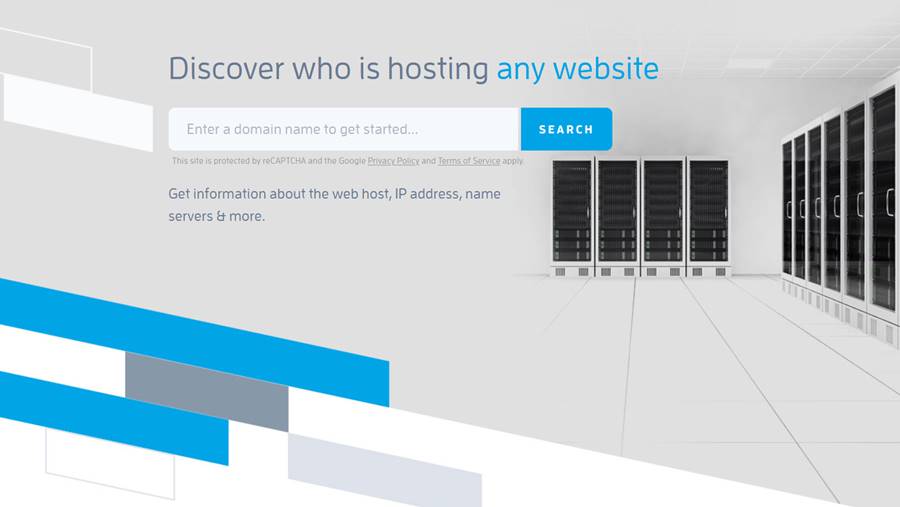 Discover who is hosting any website
Enter a domain name to get started...
SEARCH
This site is protected by reCAPTCHA and the Google Privacy Policy and Terms of Service apply.
Get information about the web host, IP address, name
servers & more.